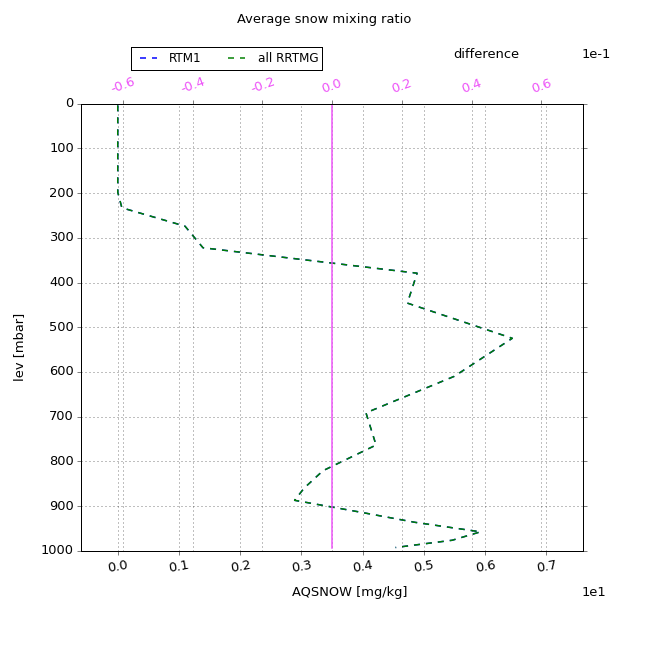 Average snow mixing ratio
RTM1 all RRTMG difference 1e-1
-0.6 -0.4 -0.2 0.0 0.2 0.4 0.6
0
100
200
300
400
500
600
700
800
900
1000
lev [mbar]
0.0 0.1 0.2 0.3 0.4 0.5 0.6 0.7
AQSNOW [mg/kg] 1e1